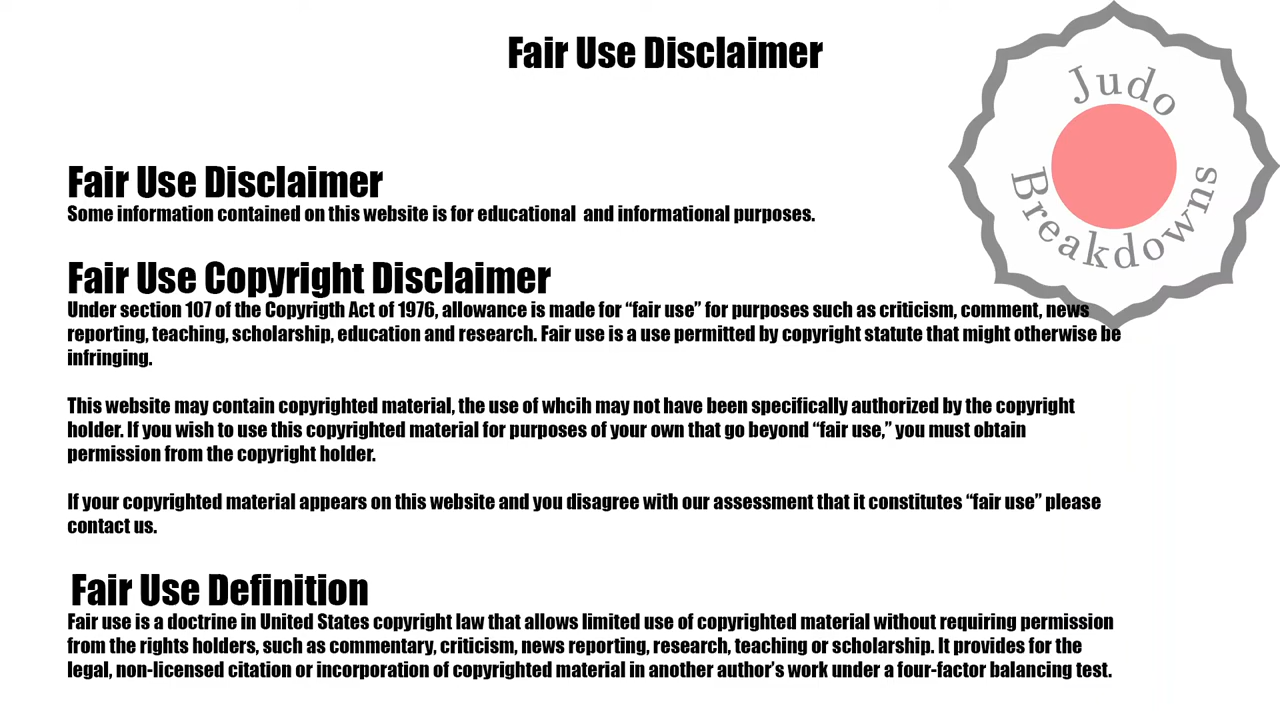 Fair Use Disclaimer
Judo
Breakdowns
Fair Use Disclaimer
Some information contained on this website is for educational  and informational purposes.
Fair Use Copyright Disclaimer
Under section 107 of the Copyrigth Act of 1976, allowance is made for “fair use” for purposes such as criticism, comment, news
reporting, teaching, scholarship, education and research. Fair use is a use permitted by copyright statute that might otherwise be
infringing.
This website may contain copyrighted material, the use of whcih may not have been specifically authorized by the copyright
holder. If you wish to use this copyrighted material for purposes of your own that go beyond “fair use,” you must obtain
permission from the copyright holder.
If your copyrighted material appears on this website and you disagree with our assessment that it constitutes “fair use” please
contact us.
Fair Use Definition
Fair use is a doctrine in United States copyright law that allows limited use of copyrighted material without requiring permission
from the rights holders, such as commentary, criticism, news reporting, research, teaching or scholarship. It provides for the
legal, non-licensed citation or incorporation of copyrighted material in another author’s work under a four-factor balancing test.